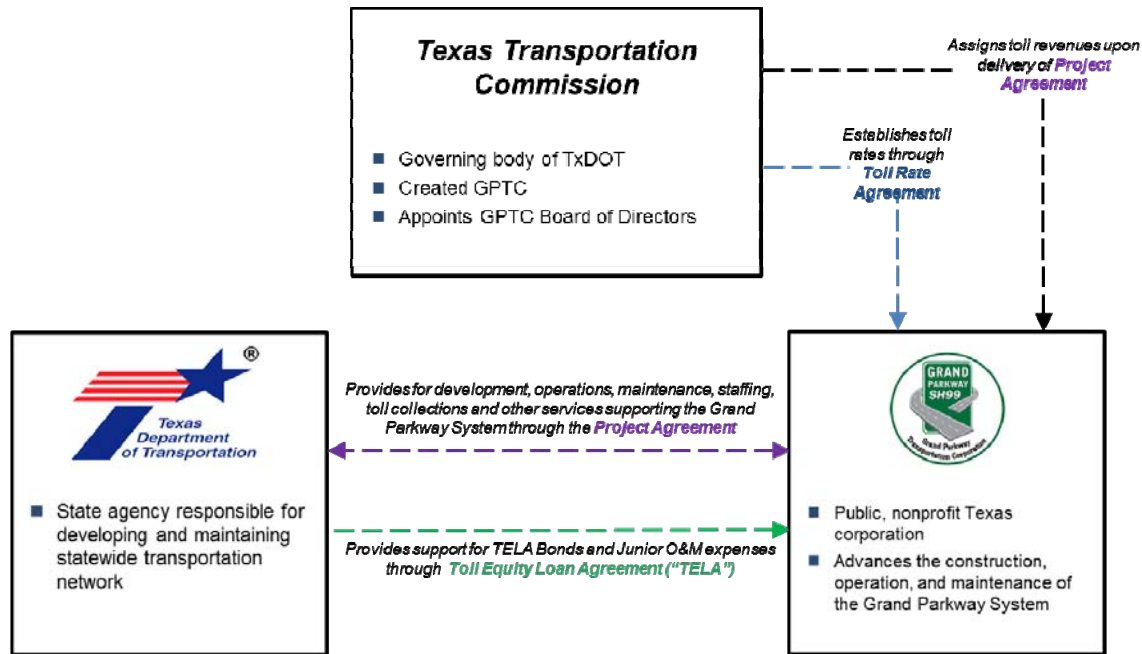 Texas Transportation
Commission
■ Governing body of TxDOT
■ Created GPTC
■ Appoints GPTC Board of Directors
Assigns toll revenues upon
delivery of Project
Agreement
Establishes toll
rates through
Toll Rate
Agreement
®
Texas
Department
of Transportation
■ State agency responsible for
developing and maintaining
statewide transportation
network
Provides for development, operations, maintenance, staffing,
toll collections and other services supporting the Grand
Parkway System through the Project Agreement
Provides support for TELA Bonds and Junior O&M expenses
through Toll Equity Loan Agreement (“TELA”)
GRAND
PARKWAY
SH99
Grand Parkway
Transportation Corporation
■ Public, nonprofit Texas
corporation
■ Advances the construction,
operation, and maintenance of
the Grand Parkway System